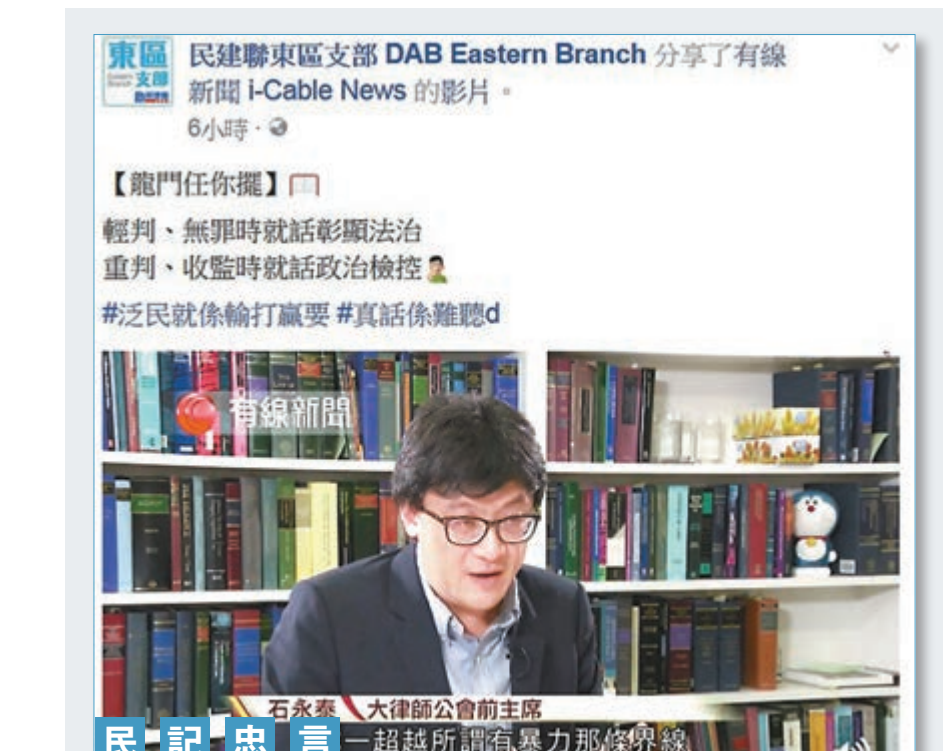 東區
支部
民建聯東區支部 DAB Eastern Branch 分享了有線
新聞 i-Cable News 的影片。
6小時 ·
【龍門任你擺】
輕判、無罪時就話彰顯法治
重判、收監時就話政治檢控
#泛民就係輸打贏要 #真話係難聽d
有線新聞
石永泰 大律師公會前主席
一超越所謂有暴力那條界線
民記忠言